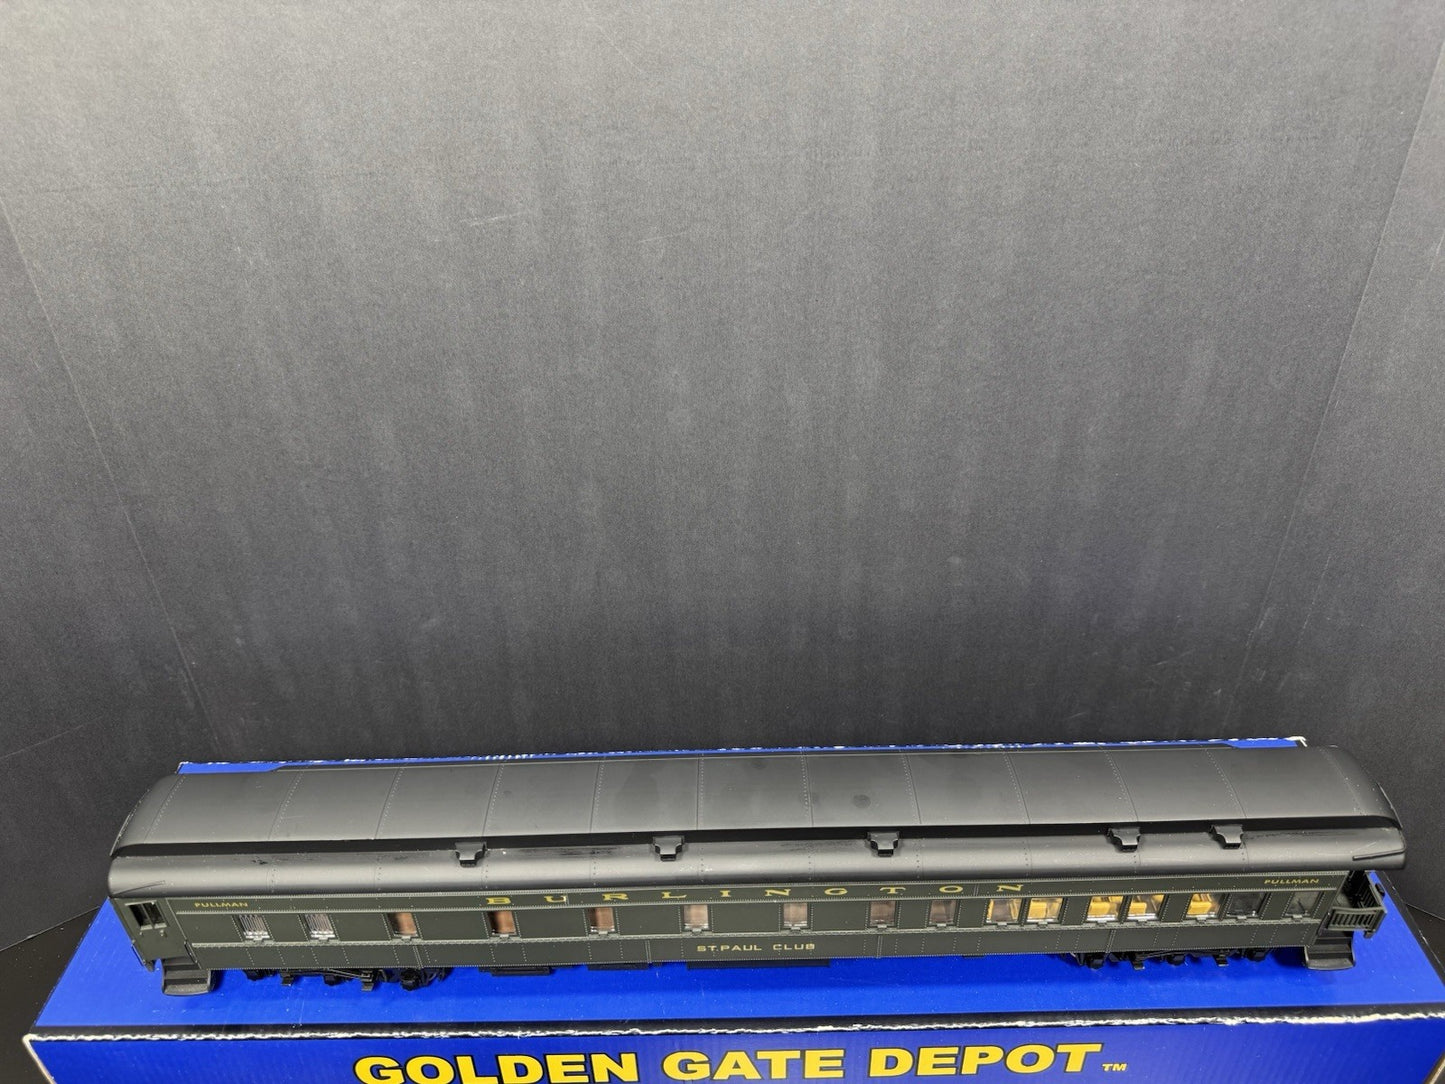 BURLINGTON
PULLMAN PULLMAN
ST.PAUL CLUB
GOLDEN GATE DEPOT™